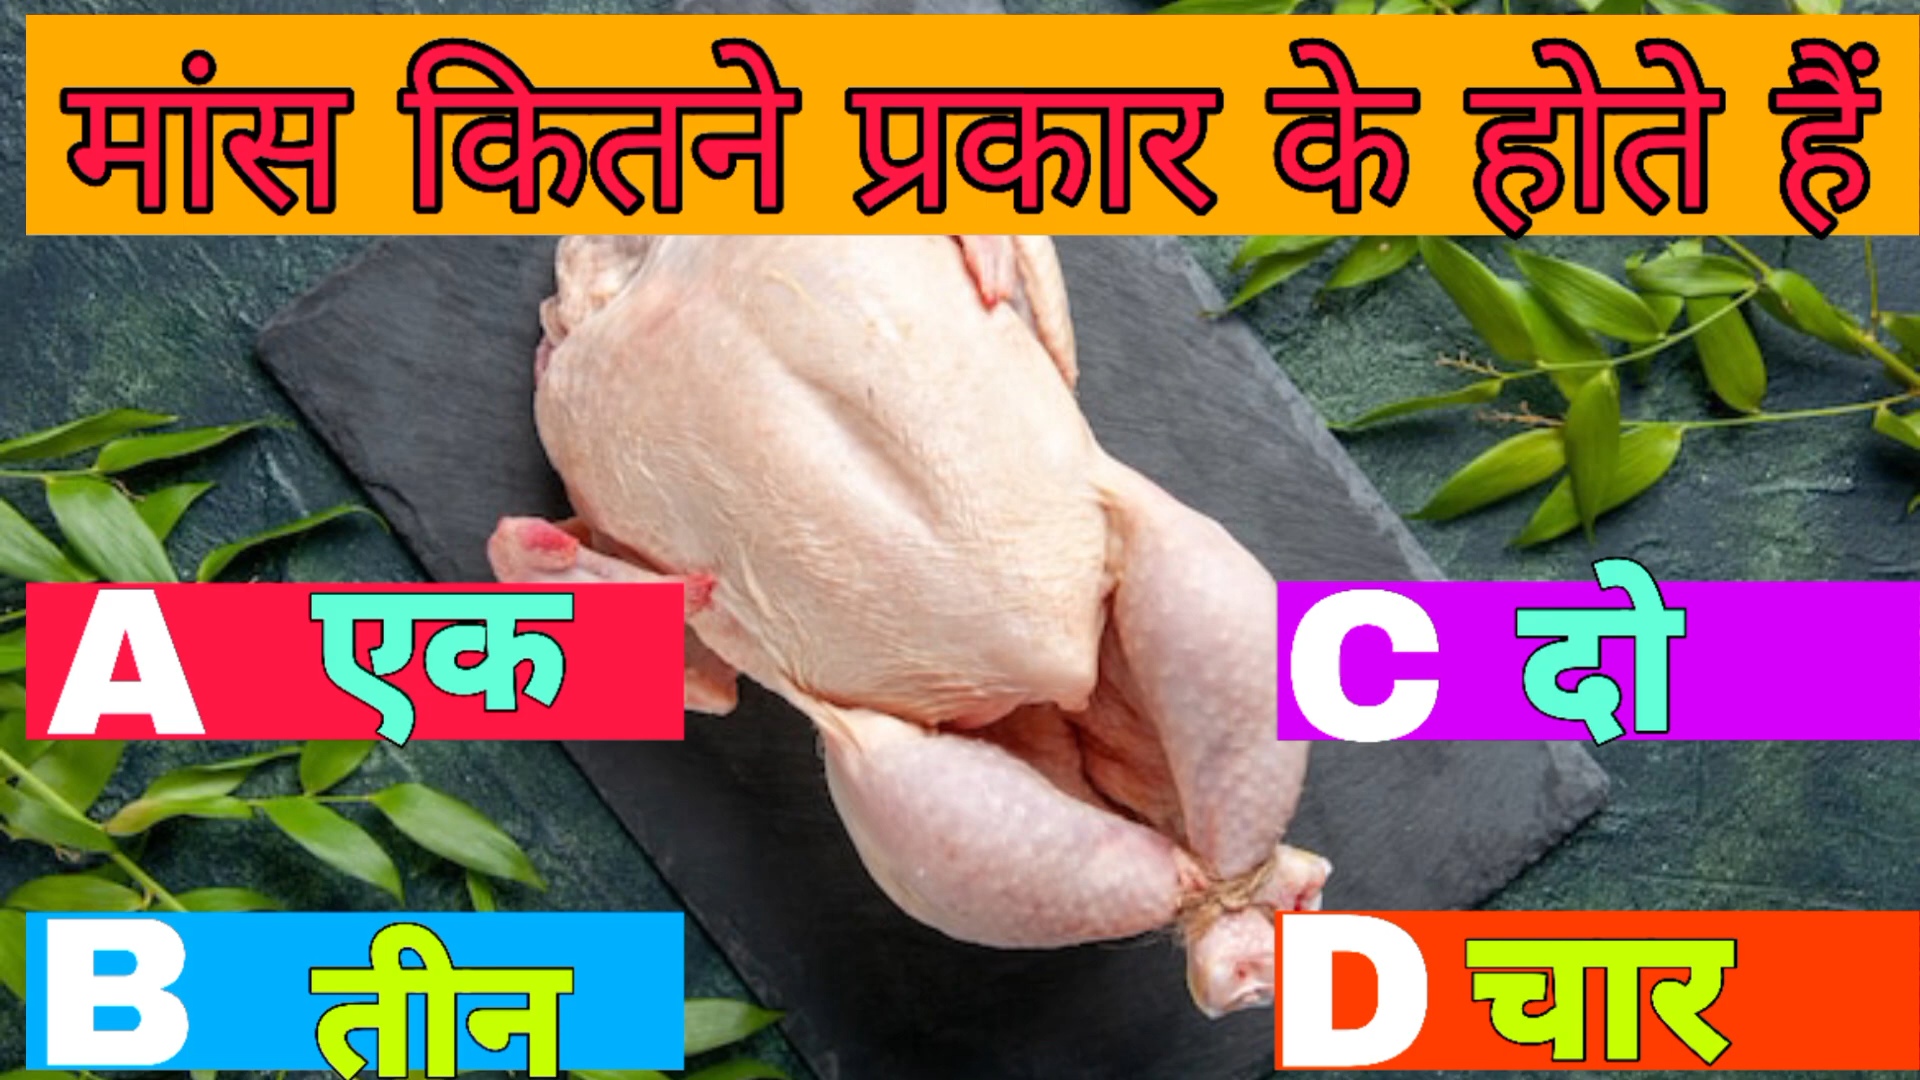 मांस कितने प्रकार के होते हैं
A एक
C दो
B तीन
D चार